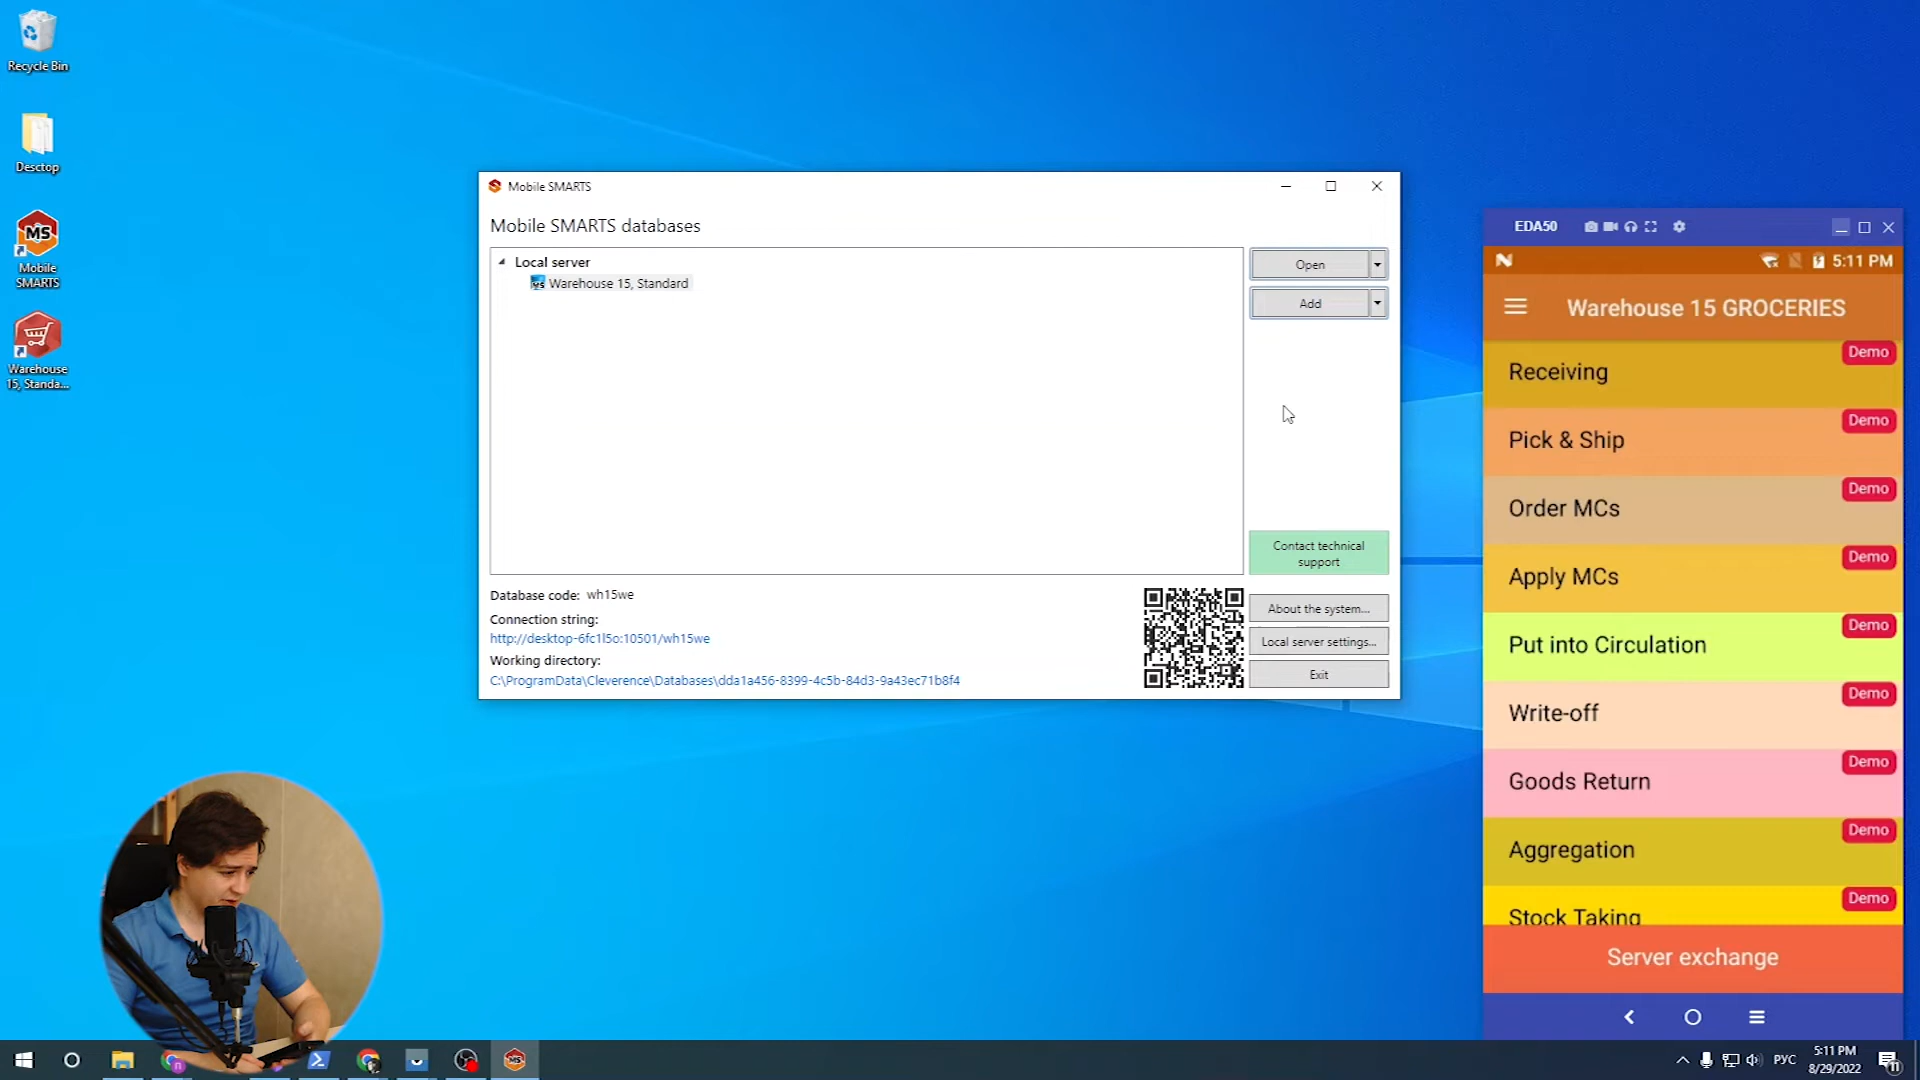 Recycle Bin
Desctop
Mobile
SMARTS
Warehouse
15, Standa...
Mobile SMARTS
Mobile SMARTS databases
Local server
Warehouse 15, Standard
Open
Add
Contact technical
support
Database code: wh15we
Connection string:
http://desktop-6fc1l5o:10501/wh15we
Working directory:
C:\ProgramData\Cleverence\Databases\dda1a456-8399-4c5b-84d3-9a43ec71b8f4
About the system...
Local server settings...
Exit
EDA50
5:11 PM
Warehouse 15 GROCERIES
Receiving
Demo
Pick & Ship
Demo
Order MCs
Demo
Apply MCs
Demo
Put into Circulation
Demo
Write-off
Demo
Goods Return
Demo
Aggregation
Demo
Stock Taking
Demo
Server exchange
РУС
5:11 PM
8/29/2022
11